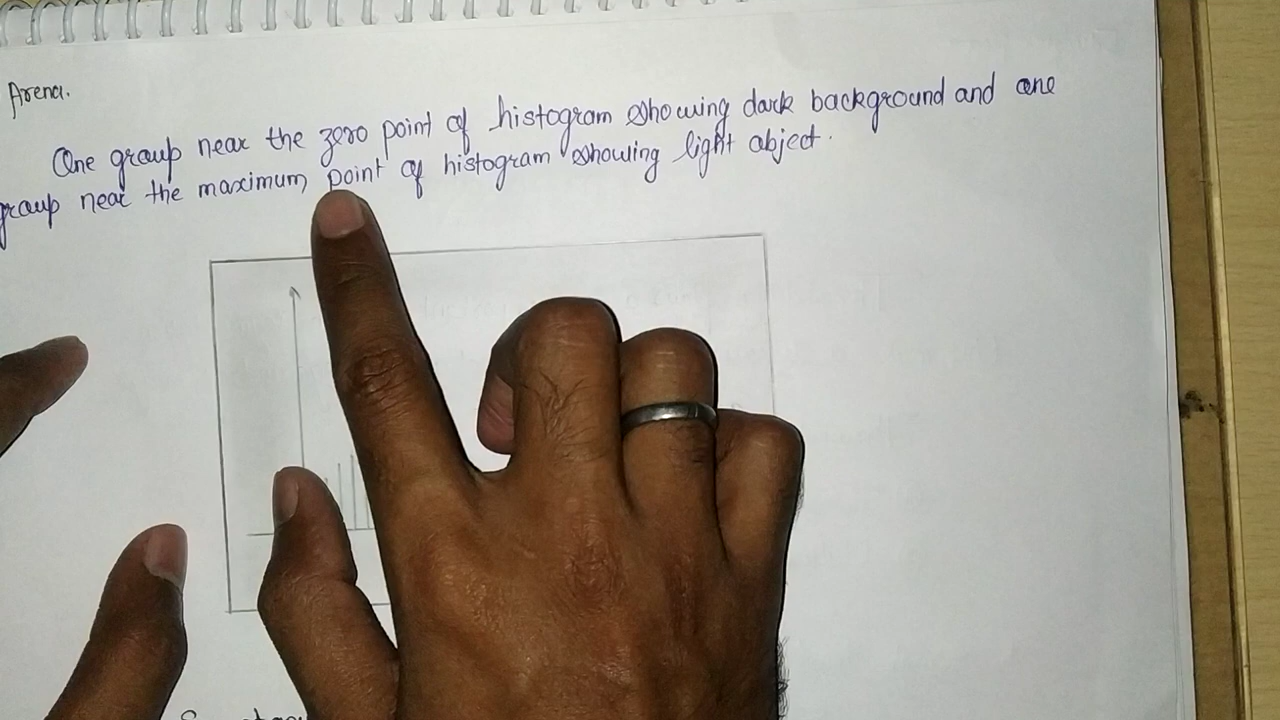 Arena.
One group near the zero point of histogram showing dark background and one
group near the maximum point of histogram showing light object.